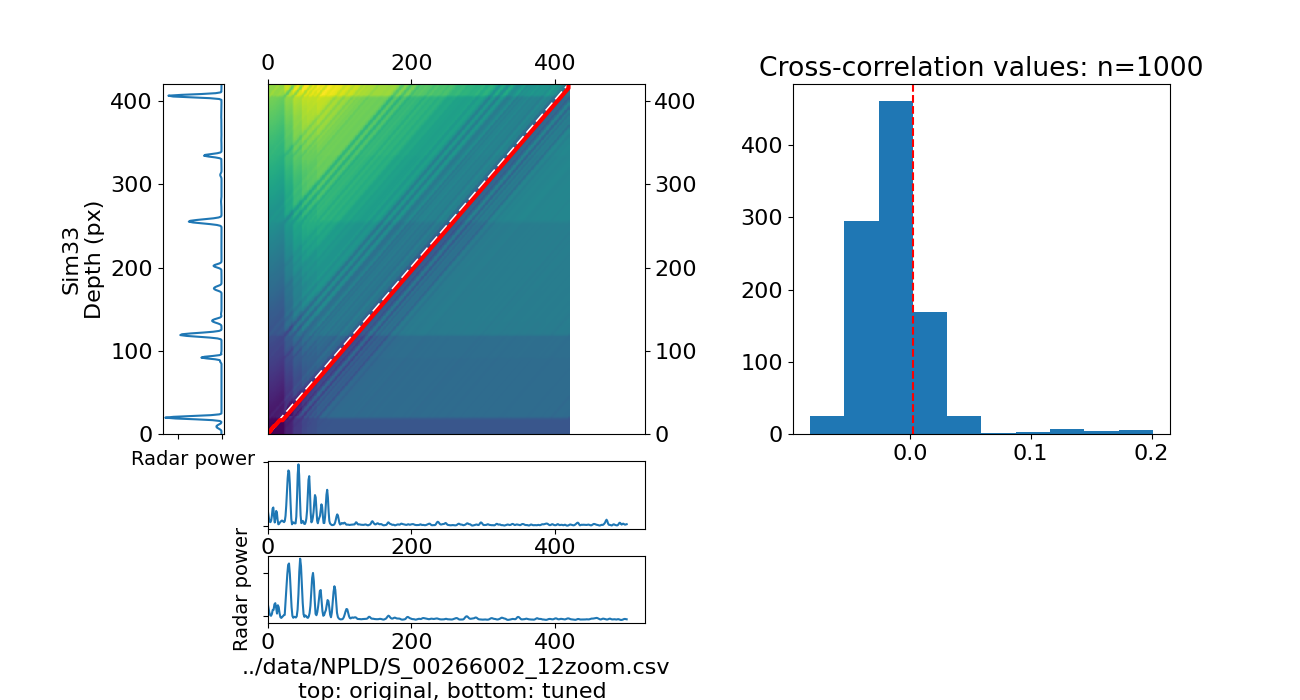 0 200 400
Cross-correlation values: n=1000
400
300
200
100
0
Sim33
Depth (px)
400
300
200
100
0
400
300
200
100
0
0.0 0.1 0.2
Radar power
0 200 400
Radar power
0 200 400
../data/NPLD/S_00266002_12zoom.csv
top: original, bottom: tuned